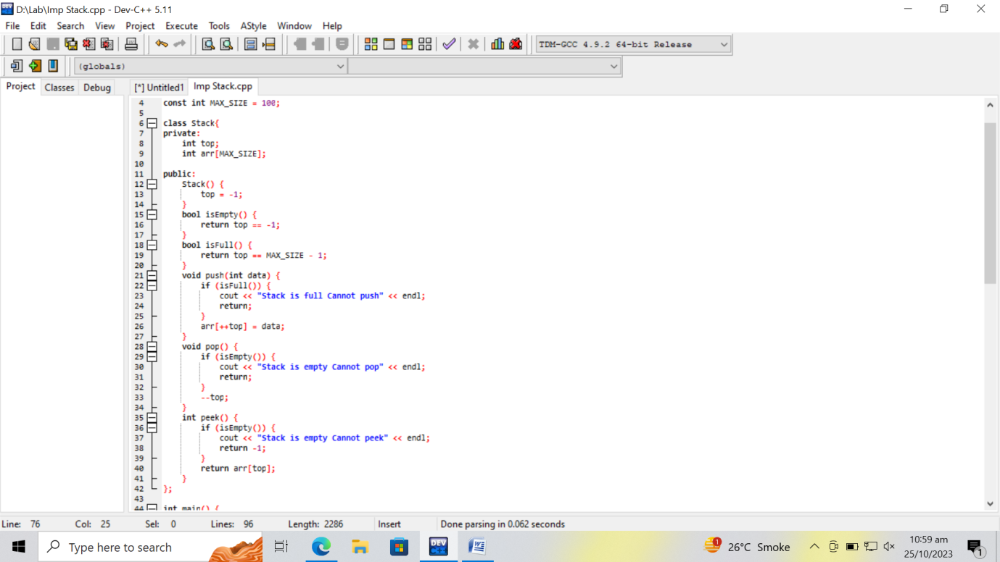 D:\Lab\Imp Stack.cpp - Dev-C++ 5.11
File Edit Search View Project Execute Tools AStyle Window Help
TDM-GCC 4.9.2 64-bit Release
(globals)
Project Classes Debug [*] Untitled1 Imp Stack.cpp
4 const int MAX_SIZE = 100;
5
6 class Stack{
7 private:
8 int top;
9 int arr[MAX_SIZE];
10
11 public:
12 Stack() {
13 top = -1;
14 }
15 bool isEmpty() {
16 return top == -1;
17 }
18 bool isFull() {
19 return top == MAX_SIZE - 1;
20 }
21 void push(int data) {
22 if (isFull()) {
23 cout << "Stack is full Cannot push" << endl;
24 return;
25 }
26 arr[++top] = data;
27 }
28 void pop() {
29 if (isEmpty()) {
30 cout << "Stack is empty Cannot pop" << endl;
31 return;
32 }
33 --top;
34 }
35 int peek() {
36 if (isEmpty()) {
37 cout << "Stack is empty Cannot peek" << endl;
38 return -1;
39 }
40 return arr[top];
41 }
42 };
43
44 int main() {
Line: 76 Col: 25 Sel: 0 Lines: 96 Length: 2286 Insert Done parsing in 0.062 seconds
Type here to search
DEV
1
26°C Smoke
10:59 am
25/10/2023
1